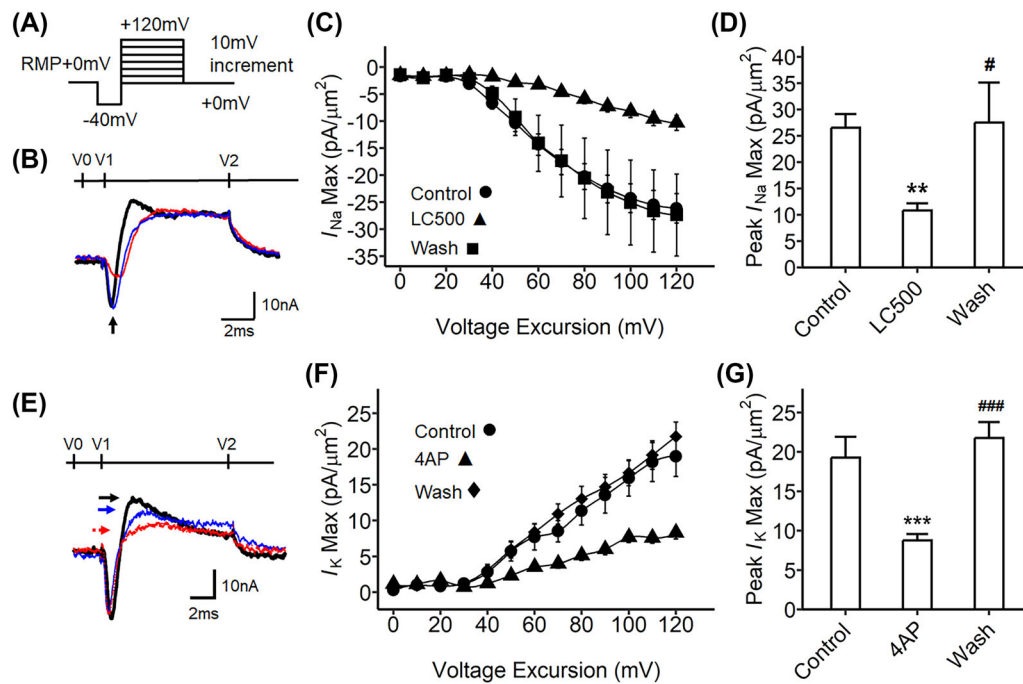 (A)
+120mV
RMP+0mV
10mV
increment
-40mV
+0mV
(B)
V0 V1 V2
10nA
2ms
(C)
I_Na Max (pA/µm²)
0
-5
-10
-15
-20
-25
-30
-35
Control
LC500
Wash
0 20 40 60 80 100 120
Voltage Excursion (mV)
(D)
Peak I_Na Max (pA/µm²)
40
35
30
25
20
15
10
5
0
**
#
Control LC500 Wash
(E)
V0 V1 V2
10nA
2ms
(F)
I_K Max (pA/µm²)
25
20
15
10
5
0
Control
4AP
Wash
0 20 40 60 80 100 120
Voltage Excursion (mV)
(G)
Peak I_K Max (pA/µm²)
25
20
15
10
5
0
***
###
Control 4AP Wash